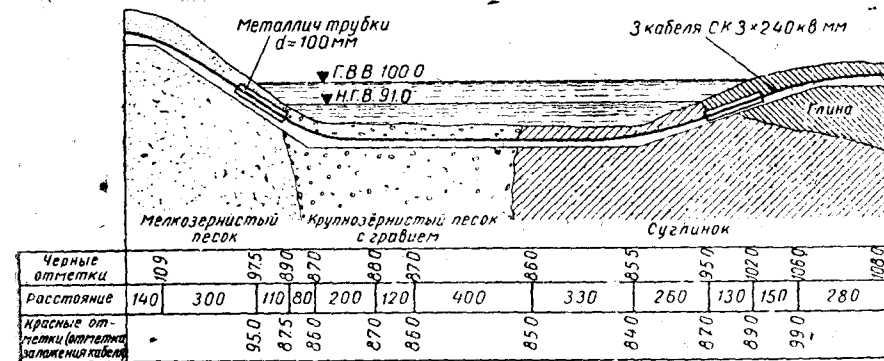 Металлич трубки
d=100 мм
3 кабеля СК 3×240 кв мм
Г.В.В 100.0
Н.Г.В. 91.0
Глина
Мелкозернистый
песок
Крупнозёрнистый песок
с гравием
Суглинок
Черные
отметки
109 97.5 89.0 87.0 88.0 87.0 86.0 85.5 95.0 102.0 106.0 108.0
Расстояние
140 300 110 80 200 120 400 330 260 130 150 280
Красные от-
метки (отметка
заложения кабеля)
95.0 87.5 86.0 87.0 86.0 85.0 84.0 87.0 89.0 99.0